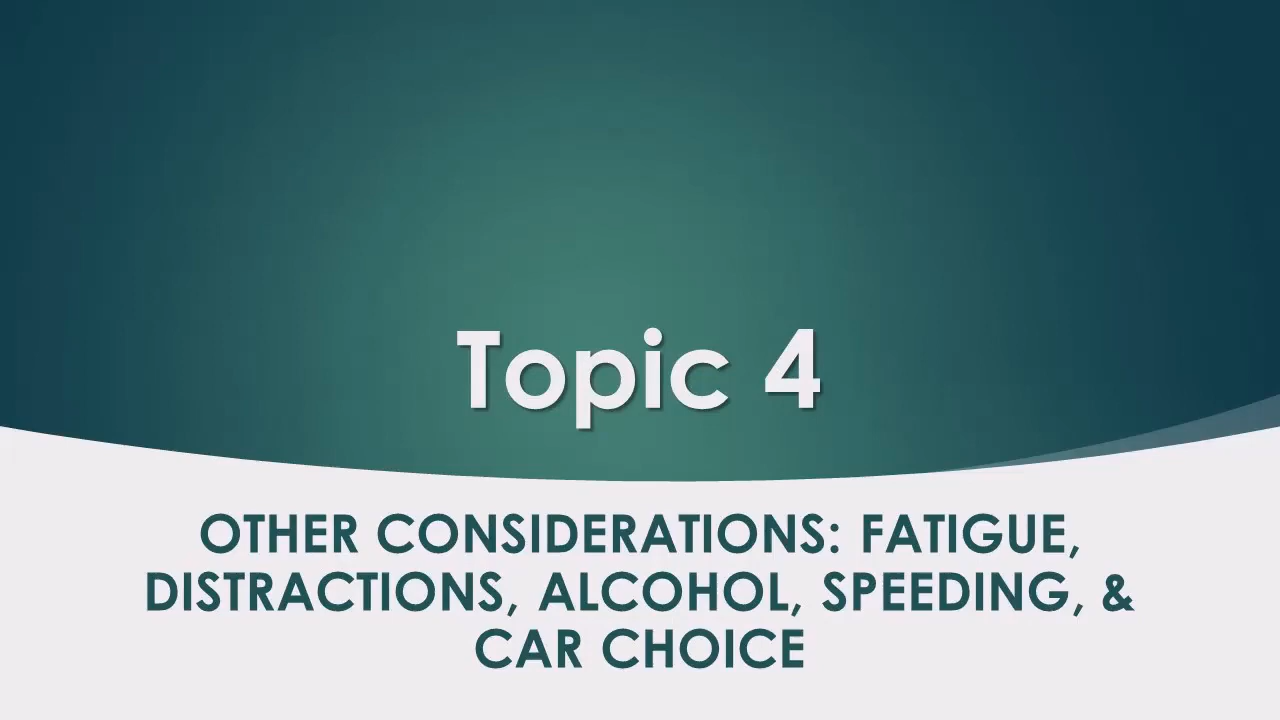 Topic 4
OTHER CONSIDERATIONS: FATIGUE,
DISTRACTIONS, ALCOHOL, SPEEDING, &
CAR CHOICE